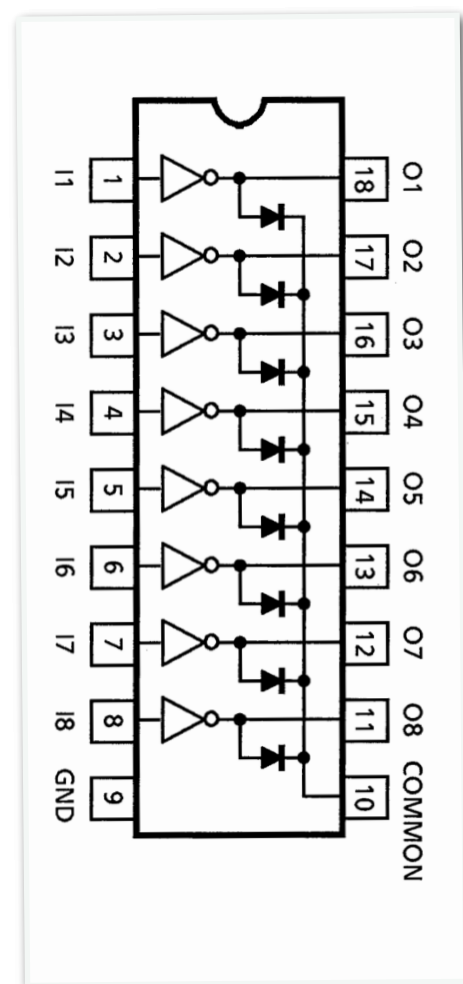 I1 1 18 O1
I2 2 17 O2
I3 3 16 O3
I4 4 15 O4
I5 5 14 O5
I6 6 13 O6
I7 7 12 O7
I8 8 11 O8
GND 9 10 COMMON